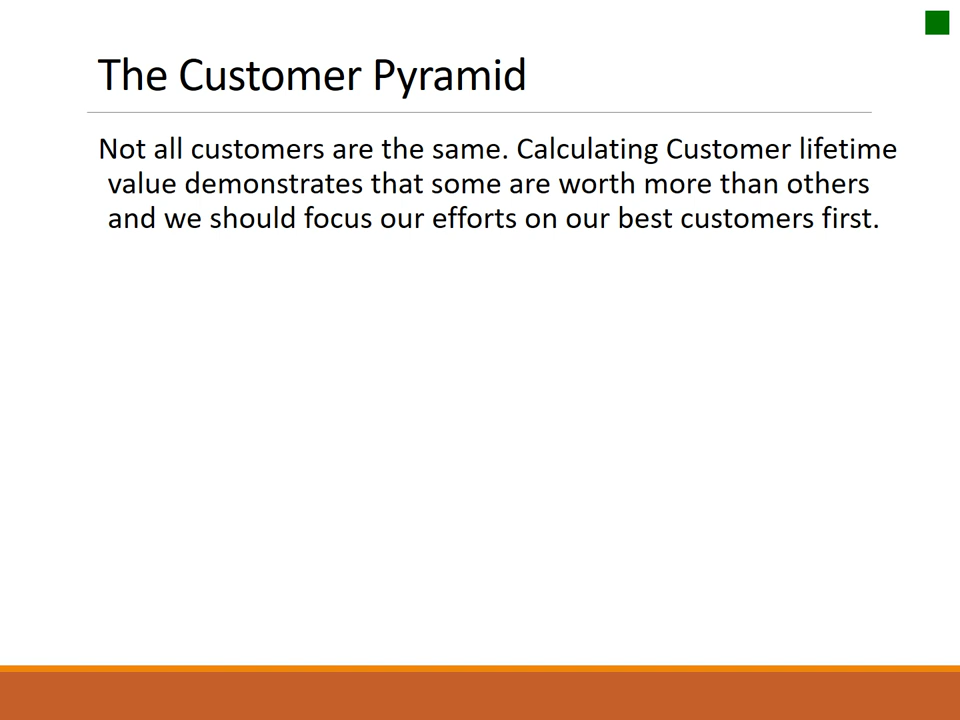 The Customer Pyramid
Not all customers are the same. Calculating Customer lifetime
value demonstrates that some are worth more than others
and we should focus our efforts on our best customers first.